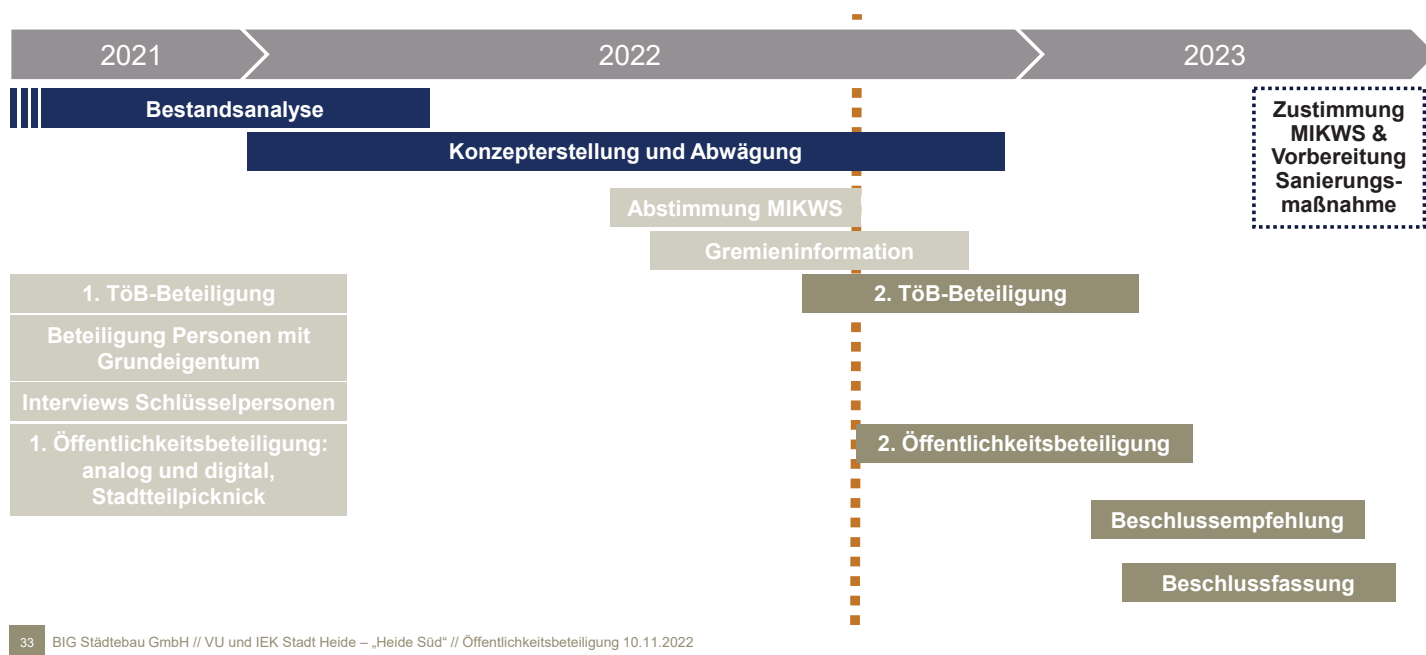 2021
2022
2023
Bestandsanalyse
Konzepterstellung und Abwägung
Zustimmung
MIKWS &
Vorbereitung
Sanierungs-
maßnahme
Abstimmung MIKWS
Gremieninformation
1. TöB-Beteiligung
2. TöB-Beteiligung
Beteiligung Personen mit
Grundeigentum
Interviews Schlüsselpersonen
1. Öffentlichkeitsbeteiligung:
analog und digital,
Stadtteilpicknick
2. Öffentlichkeitsbeteiligung
Beschlussempfehlung
Beschlussfassung
33 BIG Städtebau GmbH // VU und IEK Stadt Heide – „Heide Süd“ // Öffentlichkeitsbeteiligung 10.11.2022